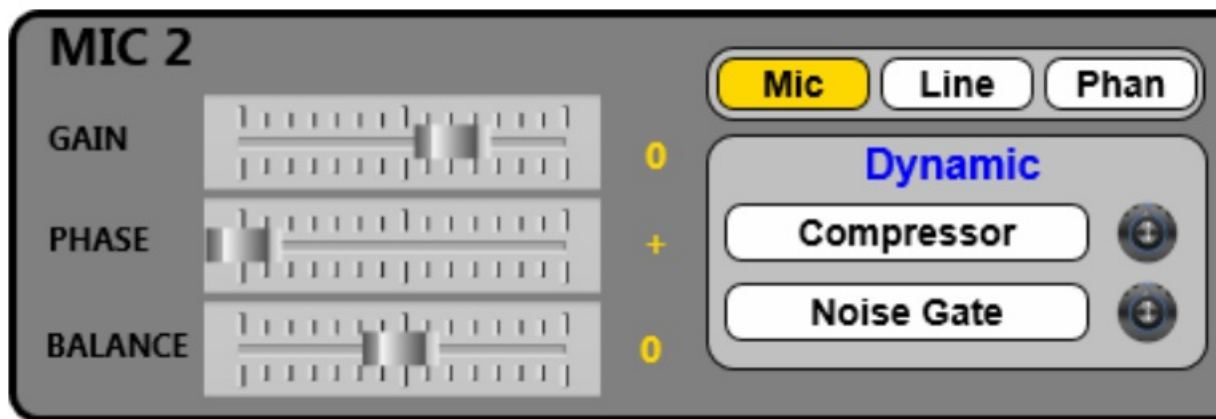 MIC 2
Mic Line Phan
GAIN 0
PHASE +
BALANCE 0
Dynamic
Compressor
Noise Gate